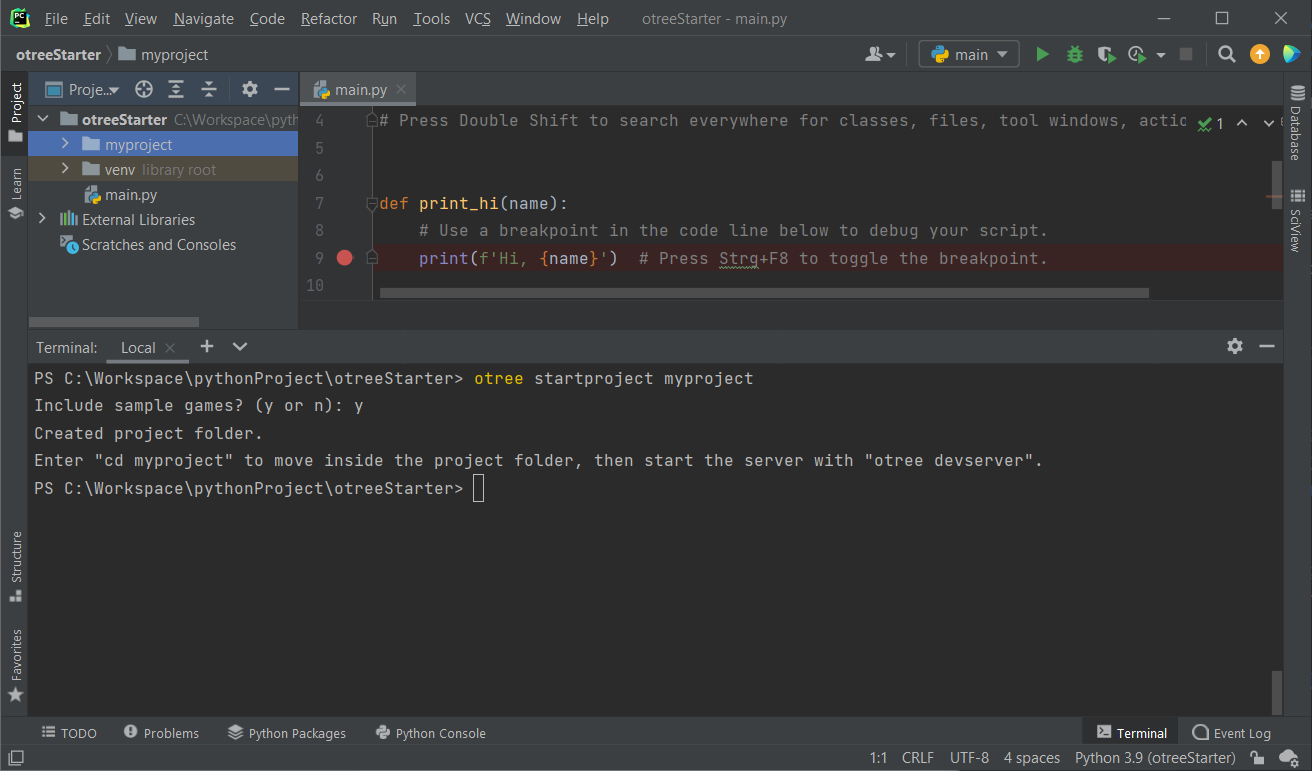 PC File Edit View Navigate Code Refactor Run Tools VCS Window Help otreeStarter - main.py
otreeStarter myproject main
Project
Proje...
main.py
otreeStarter C:\Workspace\pyth
myproject
venv library root
main.py
External Libraries
Scratches and Consoles
Learn
Structure
Favorites
4 # Press Double Shift to search everywhere for classes, files, tool windows, actio
1
5
6
7 def print_hi(name):
8 # Use a breakpoint in the code line below to debug your script.
9 print(f'Hi, {name}') # Press Strg+F8 to toggle the breakpoint.
10
Database
SciView
Terminal: Local
PS C:\Workspace\pythonProject\otreeStarter> otree startproject myproject
Include sample games? (y or n): y
Created project folder.
Enter "cd myproject" to move inside the project folder, then start the server with "otree devserver".
PS C:\Workspace\pythonProject\otreeStarter>
TODO Problems Python Packages Python Console Terminal Event Log
1:1 CRLF UTF-8 4 spaces Python 3.9 (otreeStarter)